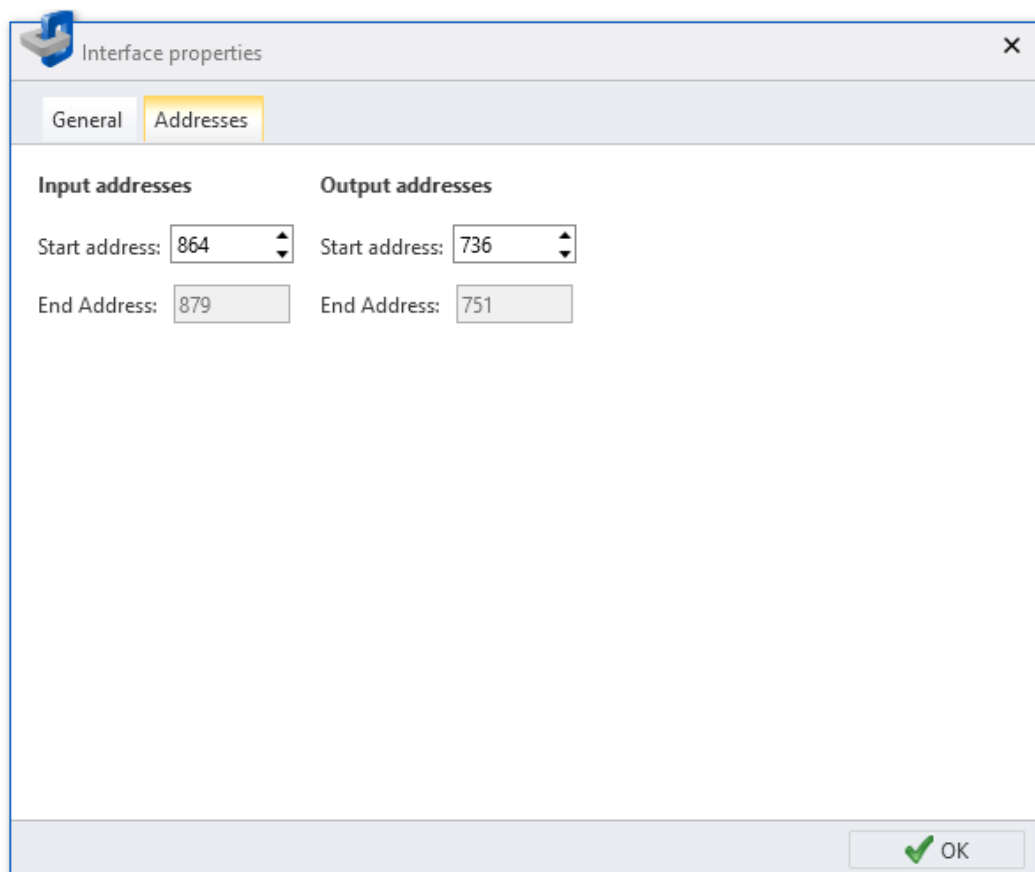 Interface properties
General Addresses
Input addresses Output addresses
Start address: 864 Start address: 736
End Address: 879 End Address: 751
OK